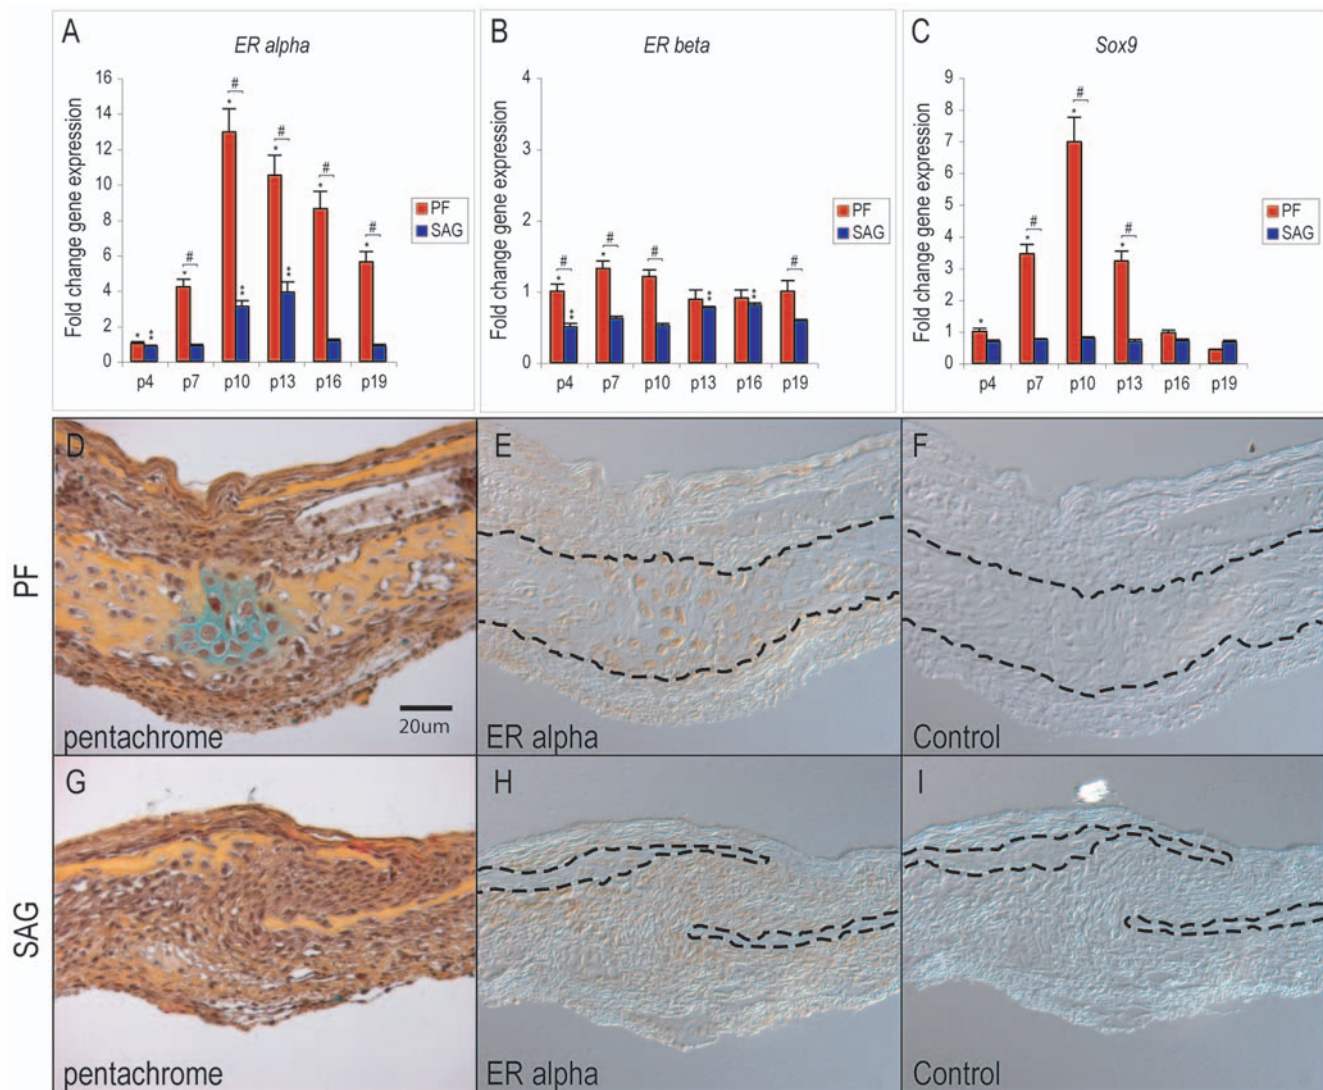 A
ER alpha
Fold change gene expression
16
14
12
10
8
6
4
2
0
* ** * # * # ** * # ** * # * #
p4 p7 p10 p13 p16 p19
PF
SAG
B
ER beta
Fold change gene expression
4
3
2
1
0
* # ** * # # ** ** #
p4 p7 p10 p13 p16 p19
PF
SAG
C
Sox9
Fold change gene expression
9
8
7
6
5
4
3
2
1
0
* * # * # * #
p4 p7 p10 p13 p16 p19
PF
SAG
PF
D
20um
pentachrome
E
ER alpha
F
Control
SAG
G
pentachrome
H
ER alpha
I
Control